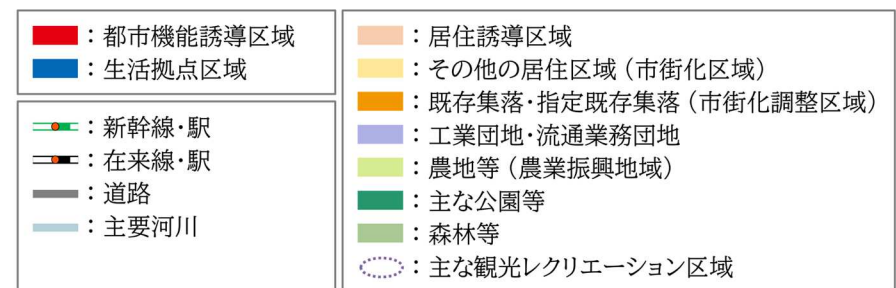 ：都市機能誘導区域
：生活拠点区域
：新幹線・駅
：在来線・駅
：道路
：主要河川
：居住誘導区域
：その他の居住区域（市街化区域）
：既存集落・指定既存集落（市街化調整区域）
：工業団地・流通業務団地
：農地等（農業振興地域）
：主な公園等
：森林等
：主な観光レクリエーション区域